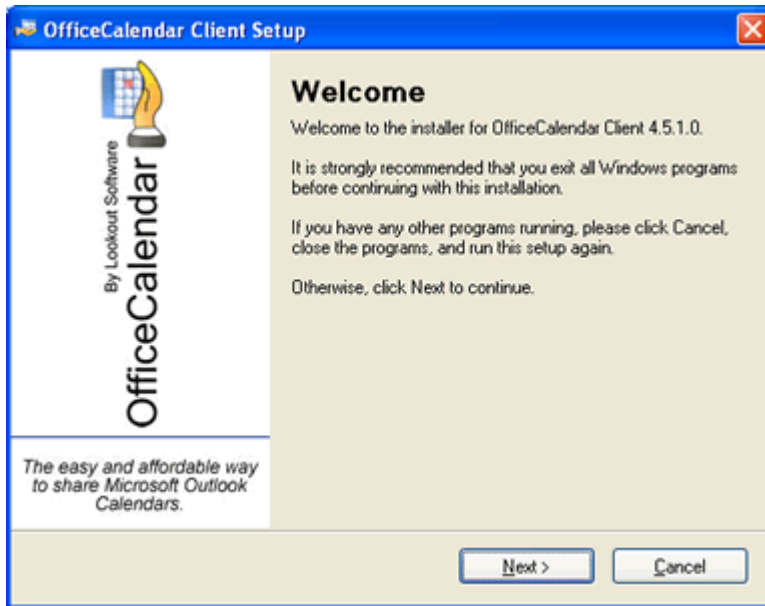 OfficeCalendar Client Setup
By Lookout Software
OfficeCalendar
The easy and affordable way
to share Microsoft Outlook
Calendars.
Welcome
Welcome to the installer for OfficeCalendar Client 4.5.1.0.
It is strongly recommended that you exit all Windows programs
before continuing with this installation.
If you have any other programs running, please click Cancel,
close the programs, and run this setup again.
Otherwise, click Next to continue.
Next >
Cancel